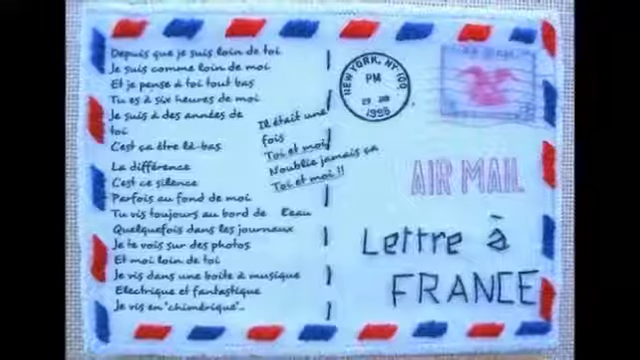 Depuis que je suis loin de toi
Je suis comme loin de moi
Et je pense à toi tout bas
Tu es à six heures de moi
Je suis à des années de
toi
C'est ça être là-bas
La différence
C'est ce silence
Parfois au fond de moi
Tu vis toujours au bord de l'eau
Quelquefois dans les journaux
Je te vois sur des photos
Et moi loin de toi
Je vis dans une boîte à musique
Electrique et fantastique
Je vis en "chimérique"..
Il était une
fois
Toi et moi
N'oublie jamais ça
Toi et moi !!
NEW YORK, NY 100
PM
29 JAN
1998
AIR MAIL
Lettre à
FRANCE